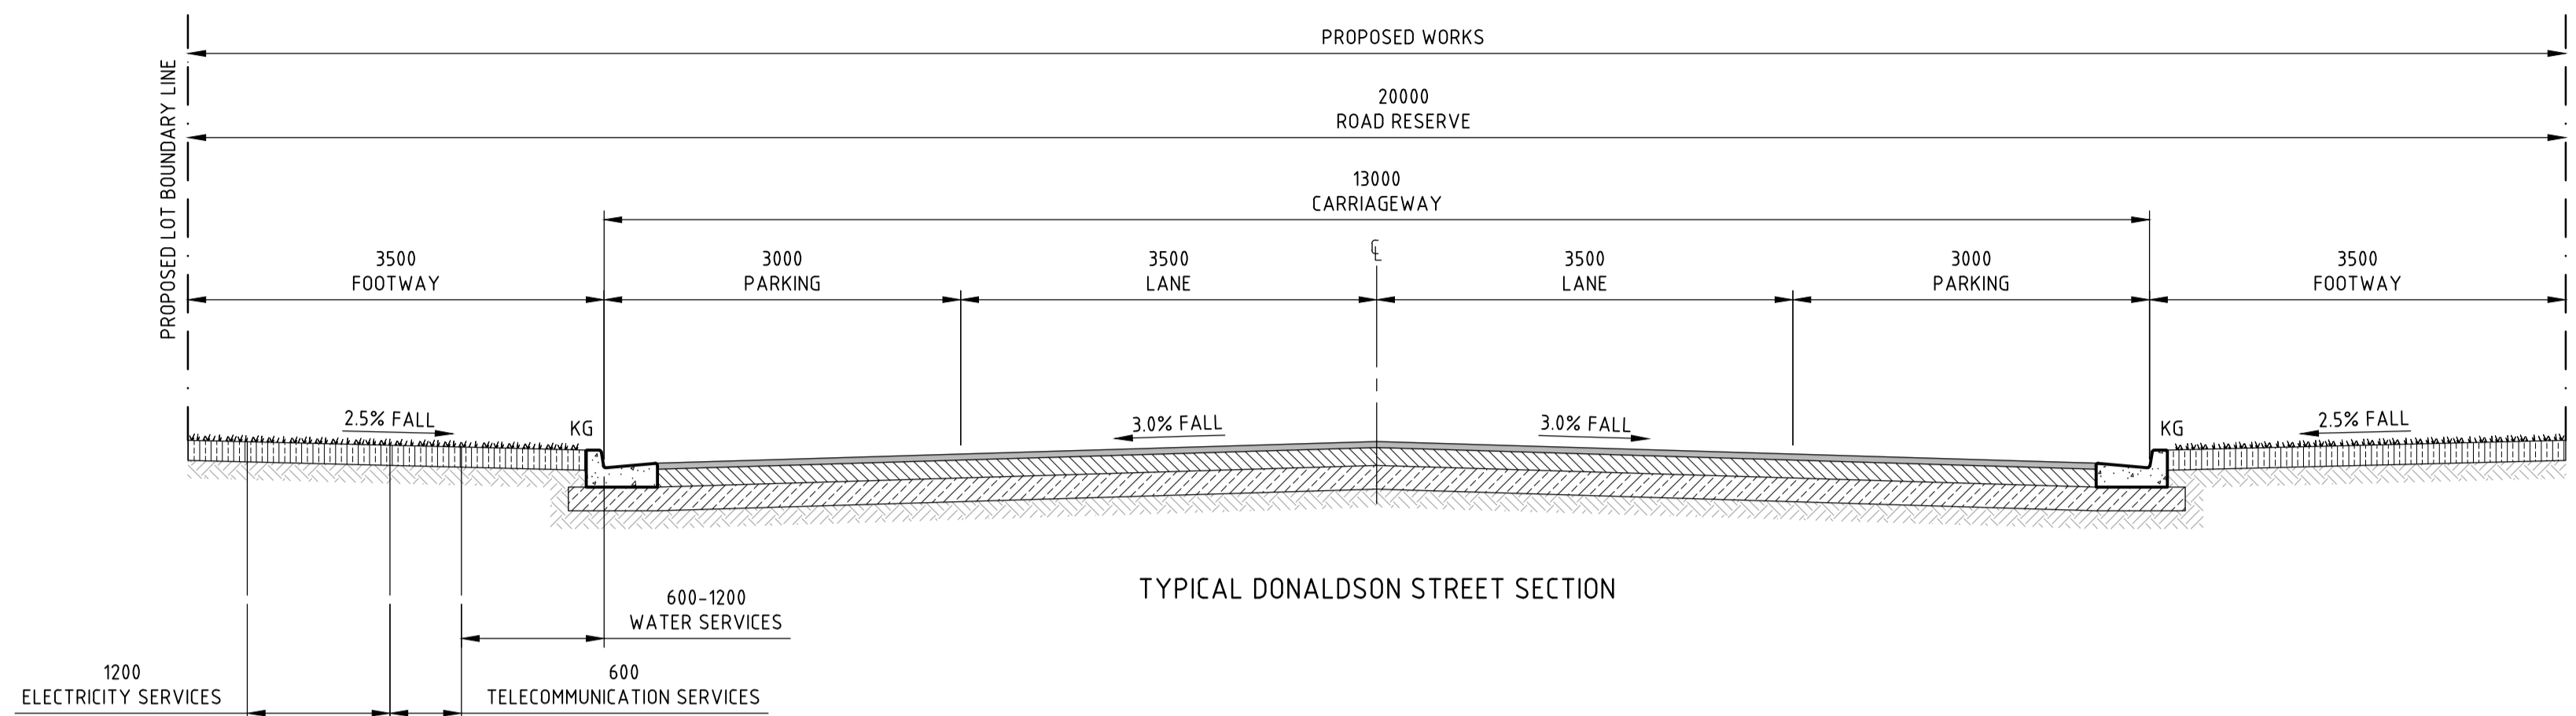 PROPOSED WORKS
20000
ROAD RESERVE
13000
CARRIAGEWAY
PROPOSED LOT BOUNDARY LINE
3500
FOOTWAY
3000
PARKING
3500
LANE
℄
3500
LANE
3000
PARKING
3500
FOOTWAY
2.5% FALL
KG
3.0% FALL
3.0% FALL
KG
2.5% FALL
TYPICAL DONALDSON STREET SECTION
600-1200
WATER SERVICES
1200
ELECTRICITY SERVICES
600
TELECOMMUNICATION SERVICES